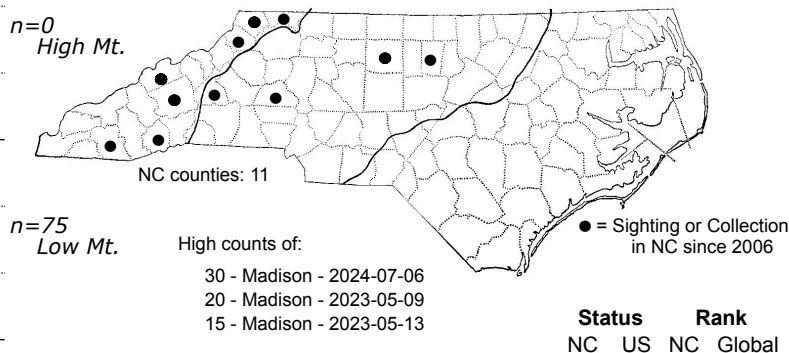 n=0
High Mt.
NC counties: 11
n=75
Low Mt.
High counts of:
30 - Madison - 2024-07-06
20 - Madison - 2023-05-09
15 - Madison - 2023-05-13
● = Sighting or Collection
in NC since 2006
Status Rank
NC US NC Global